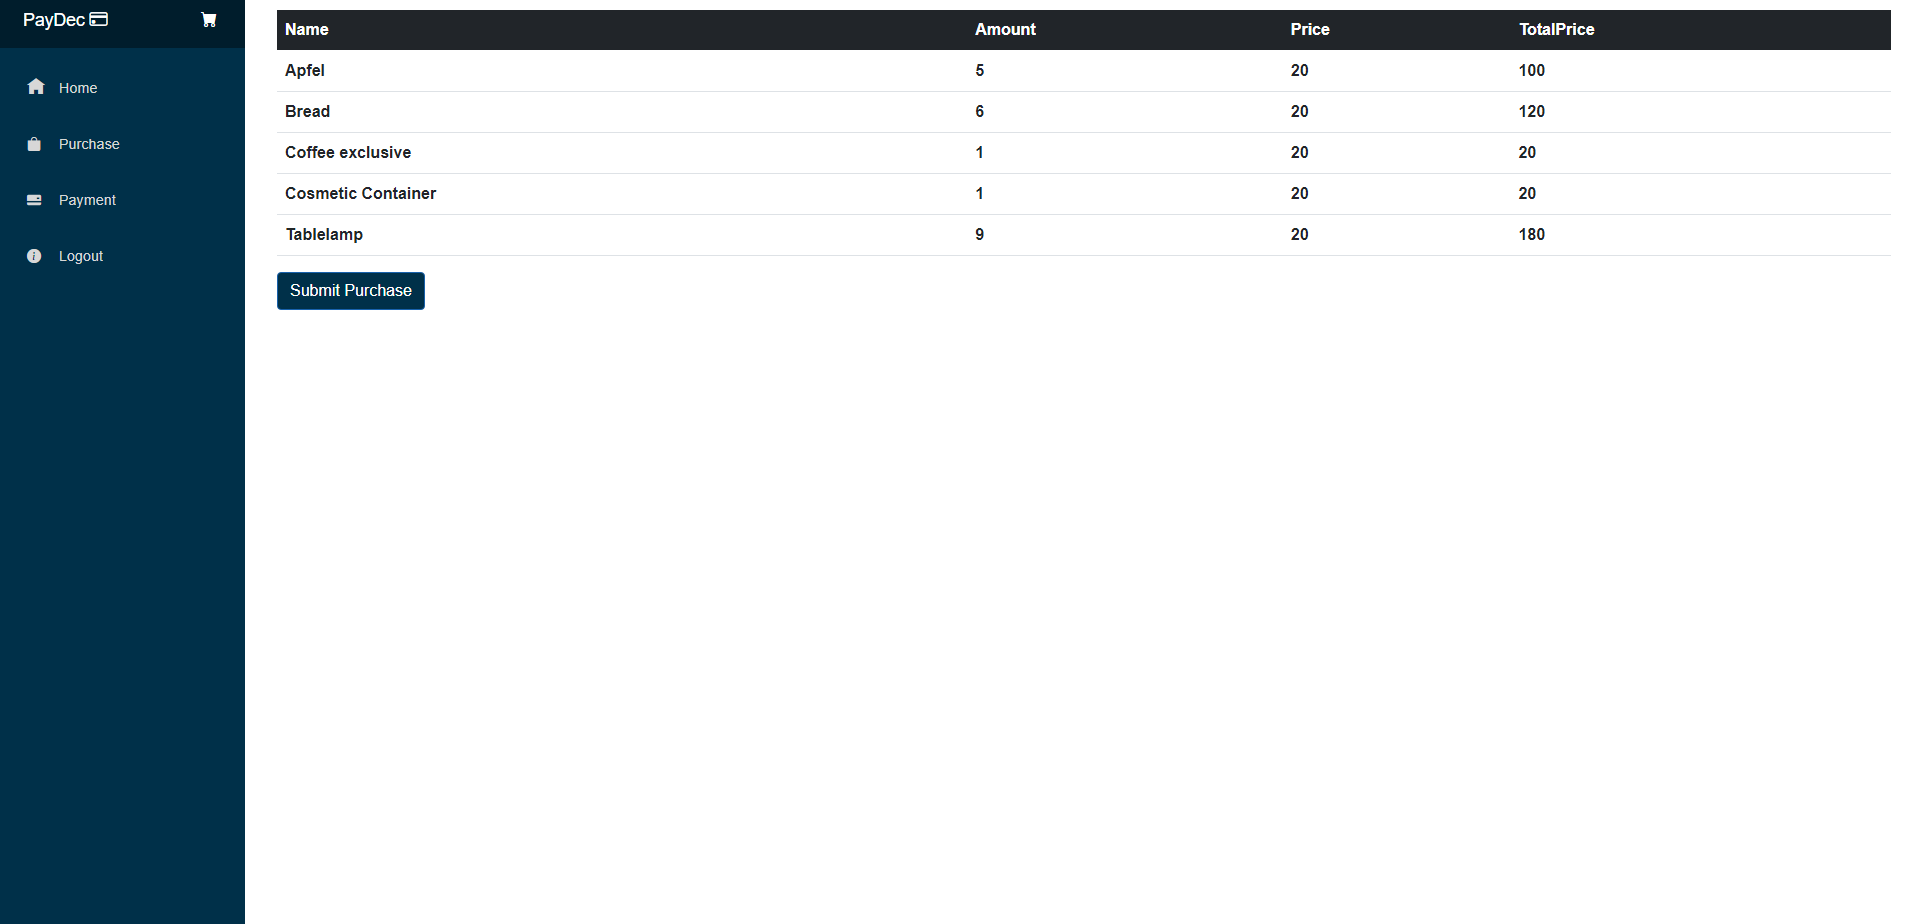 PayDec
Home
Purchase
Payment
Logout
Name Amount Price TotalPrice
Apfel 5 20 100
Bread 6 20 120
Coffee exclusive 1 20 20
Cosmetic Container 1 20 20
Tablelamp 9 20 180
Submit Purchase